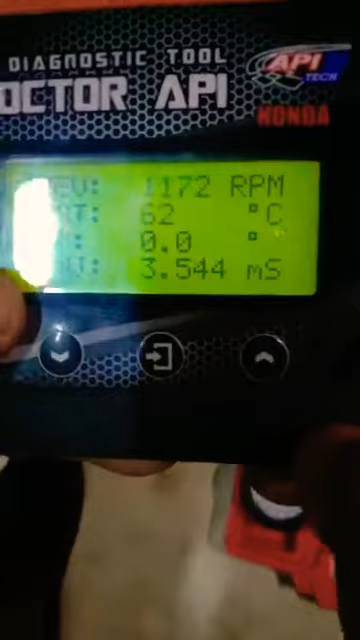 DIAGNOSTIC TOOL
API
TECH
OCTOR API
HONDA
1172 RPM
62 °C
0.0 °
3.544 mS